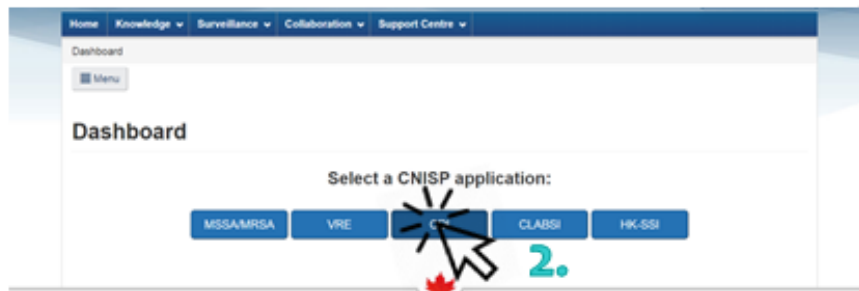 Home Knowledge Surveillance Collaboration Support Centre
Dashboard
Menu
Dashboard
Select a CNISP application:
MSSA/MRSA VRE CLABSI HK-SSI
2.